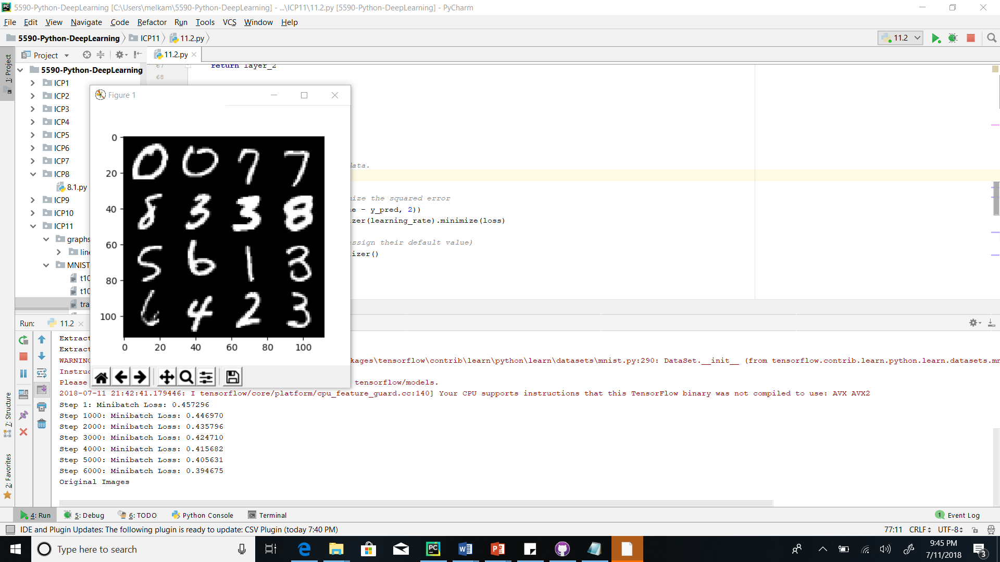 5590-Python-DeepLearning [C:\Users\melkam\5590-Python-DeepLearning] - ...\ICP11\11.2.py [5590-Python-DeepLearning] - PyCharm
File Edit View Navigate Code Refactor Run Tools VCS Window Help
5590-Python-DeepLearning ICP11 11.2.py 11.2
Project 11.2.py
1: Project
5590-Python-DeepLearning
ICP1
ICP2
ICP3
ICP4
ICP5
ICP6
ICP7
ICP8
8.1.py
ICP9
ICP10
ICP11
graphs
line
MNIST
t10
t10
tra
67 return layer_2
68
data.
mize the squared error
e - y_pred, 2))
zer(learning_rate).minimize(loss)
assign their default value)
lizer()
Figure 1
0
20
40
60
80
100
0 20 40 60 80 100
0 0 7 7
8 3 3 8
5 6 1 3
6 4 2 3
Run: 11.2
Extract
Extract
WARNING kages\tensorflow\contrib\learn\python\learn\datasets\mnist.py:290: DataSet.__init__ (from tensorflow.contrib.learn.python.learn.datasets.mn
Instruc
Please tensorflow/models.
2018-07-11 21:42:41.179446: I tensorflow/core/platform/cpu_feature_guard.cc:140] Your CPU supports instructions that this TensorFlow binary was not compiled to use: AVX AVX2
Step 1: Minibatch Loss: 0.457296
Step 1000: Minibatch Loss: 0.446970
Step 2000: Minibatch Loss: 0.435796
Step 3000: Minibatch Loss: 0.424710
Step 4000: Minibatch Loss: 0.415682
Step 5000: Minibatch Loss: 0.405631
Step 6000: Minibatch Loss: 0.394675
Original Images
7: Structure
2: Favorites
4: Run 5: Debug 6: TODO Python Console Terminal 1 Event Log
IDE and Plugin Updates: The following plugin is ready to update: CSV Plugin (today 7:40 PM) 77:11 CRLF UTF-8
Type here to search
9:45 PM
7/11/2018
3